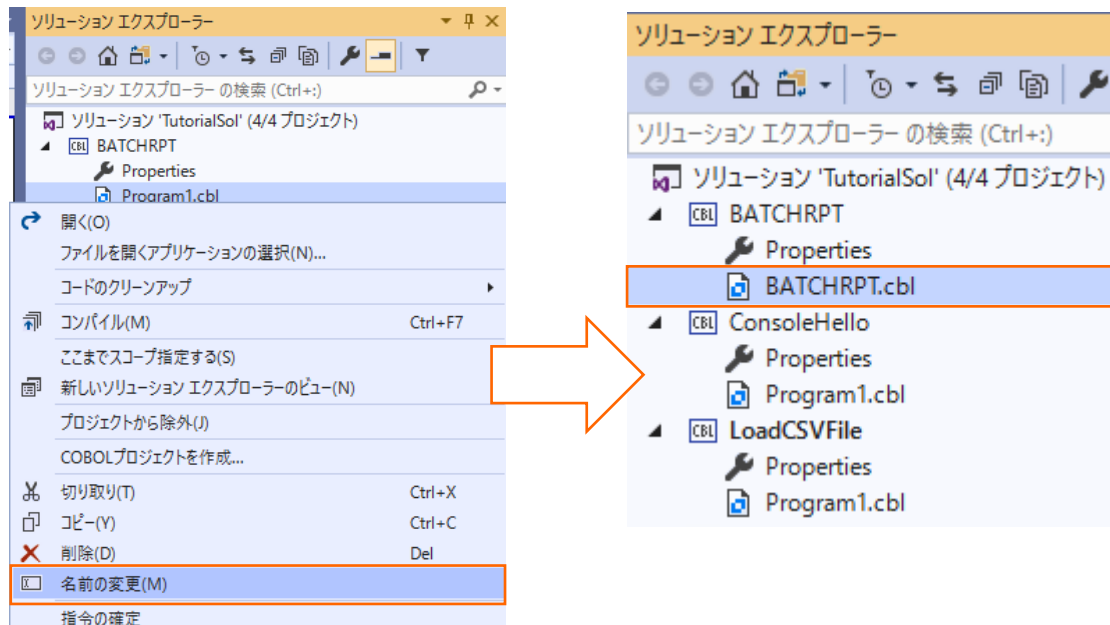 ソリューション エクスプローラー
ソリューション エクスプローラー の検索 (Ctrl+:)
ソリューション 'TutorialSol' (4/4 プロジェクト)
CBL BATCHRPT
Properties
Program1.cbl
開く(O)
ファイルを開くアプリケーションの選択(N)...
コードのクリーンアップ
コンパイル(M) Ctrl+F7
ここまでスコープ指定する(S)
新しいソリューション エクスプローラーのビュー(N)
プロジェクトから除外(J)
COBOLプロジェクトを作成...
切り取り(T) Ctrl+X
コピー(Y) Ctrl+C
削除(D) Del
名前の変更(M)
指令の確定
ソリューション エクスプローラー
ソリューション エクスプローラー の検索 (Ctrl+:)
ソリューション 'TutorialSol' (4/4 プロジェクト)
CBL BATCHRPT
Properties
BATCHRPT.cbl
CBL ConsoleHello
Properties
Program1.cbl
CBL LoadCSVFile
Properties
Program1.cbl